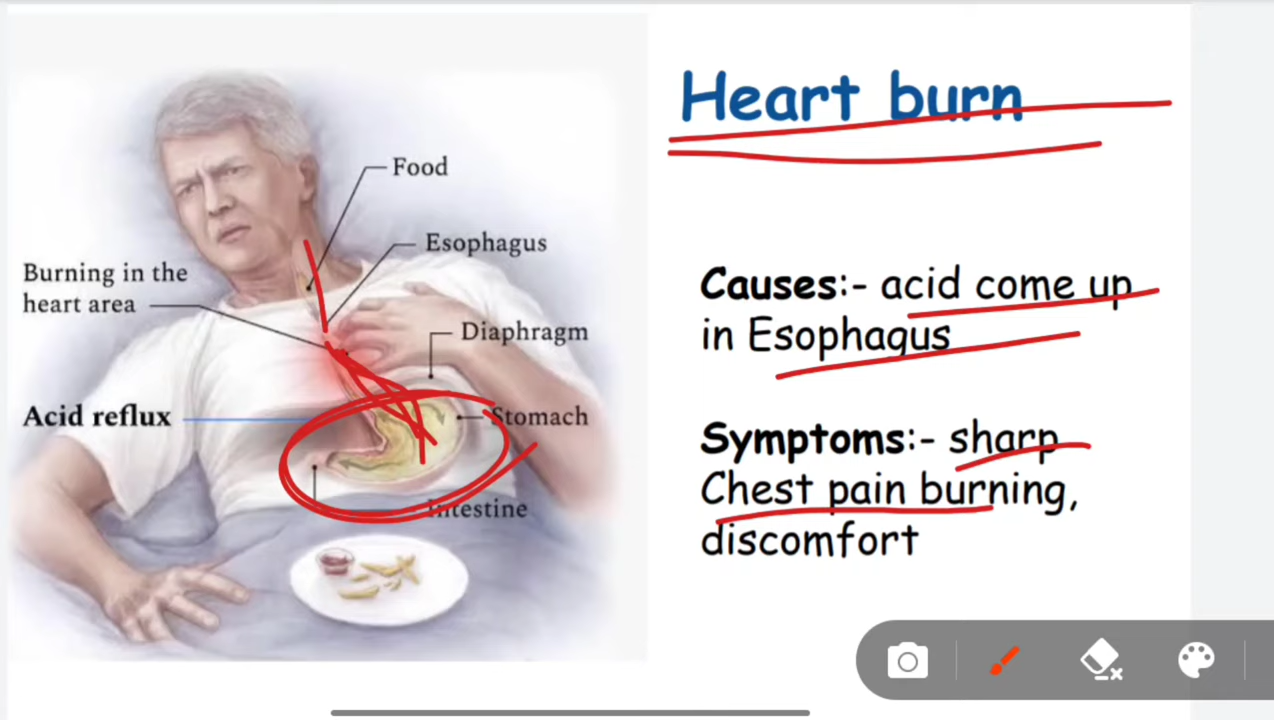 Heart burn
Food
Esophagus
Burning in the
heart area
Diaphragm
Acid reflux
Stomach
Intestine
Causes:- acid come up
in Esophagus
Symptoms:- sharp
Chest pain burning,
discomfort